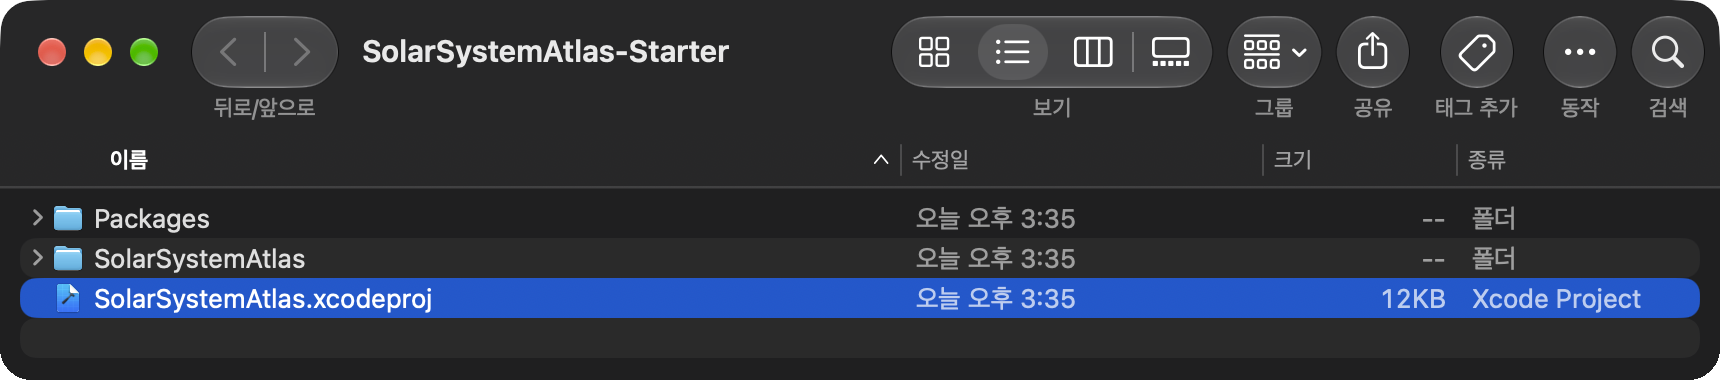 SolarSystemAtlas-Starter
뒤로/앞으로
보기
그룹
공유
태그 추가
동작
검색
이름 수정일 크기 종류
Packages 오늘 오후 3:35 -- 폴더
SolarSystemAtlas 오늘 오후 3:35 -- 폴더
SolarSystemAtlas.xcodeproj 오늘 오후 3:35 12KB Xcode Project